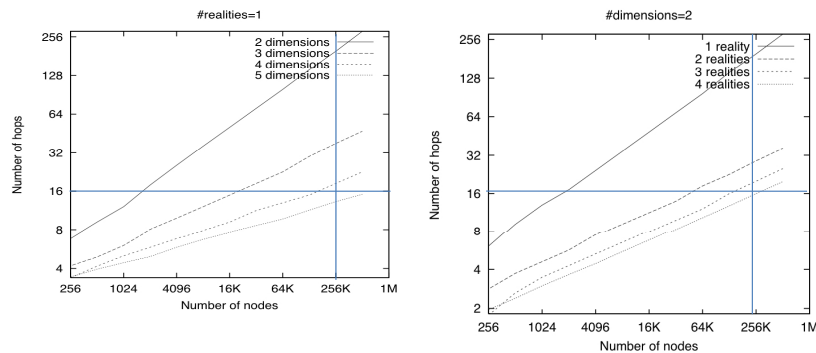 #realities=1
256
128
64
32
16
8
4
Number of hops
2 dimensions
3 dimensions
4 dimensions
5 dimensions
256
1024
4096
16K
64K
256K
1M
Number of nodes
#dimensions=2
256
128
64
32
16
8
4
2
Number of hops
1 reality
2 realities
3 realities
4 realities
256
1024
4096
16K
64K
256K
1M
Number of nodes